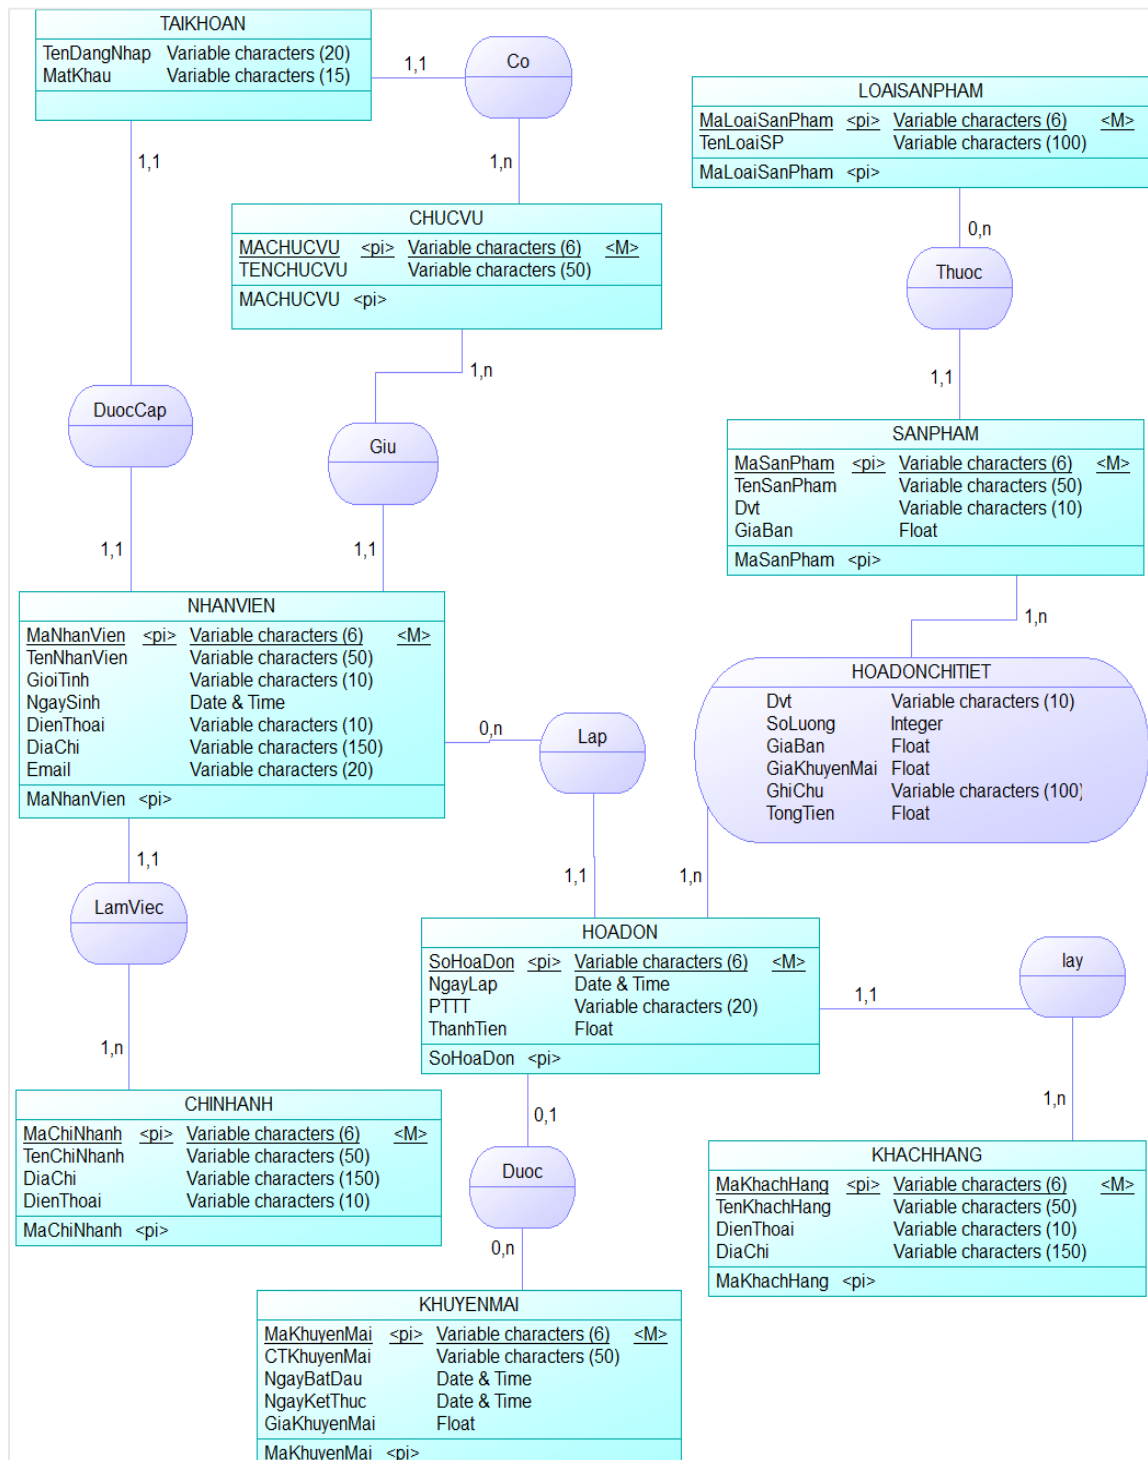 TAIKHOAN
TenDangNhap Variable characters (20)
MatKhau Variable characters (15)
1,1
Co
1,1
1,n
LOAISANPHAM
MaLoaiSanPham <pi> Variable characters (6) <M>
TenLoaiSP Variable characters (100)
MaLoaiSanPham <pi>
CHUCVU
MACHUCVU <pi> Variable characters (6) <M>
TENCHUCVU Variable characters (50)
MACHUCVU <pi>
0,n
Thuoc
1,1
1,n
DuocCap
Giu
1,1
1,1
SANPHAM
MaSanPham <pi> Variable characters (6) <M>
TenSanPham Variable characters (50)
Dvt Variable characters (10)
GiaBan Float
MaSanPham <pi>
1,n
NHANVIEN
MaNhanVien <pi> Variable characters (6) <M>
TenNhanVien Variable characters (50)
GioiTinh Variable characters (10)
NgaySinh Date & Time
DienThoai Variable characters (10)
DiaChi Variable characters (150)
Email Variable characters (20)
MaNhanVien <pi>
0,n
Lap
1,1
HOADONCHITIET
Dvt Variable characters (10)
SoLuong Integer
GiaBan Float
GiaKhuyenMai Float
GhiChu Variable characters (100)
TongTien Float
1,n
1,1
LamViec
1,n
HOADON
SoHoaDon <pi> Variable characters (6) <M>
NgayLap Date & Time
PTTT Variable characters (20)
ThanhTien Float
SoHoaDon <pi>
1,1
lay
1,n
CHINHANH
MaChiNhanh <pi> Variable characters (6) <M>
TenChiNhanh Variable characters (50)
DiaChi Variable characters (150)
DienThoai Variable characters (10)
MaChiNhanh <pi>
0,1
Duoc
0,n
KHACHHANG
MaKhachHang <pi> Variable characters (6) <M>
TenKhachHang Variable characters (50)
DienThoai Variable characters (10)
DiaChi Variable characters (150)
MaKhachHang <pi>
KHUYENMAI
MaKhuyenMai <pi> Variable characters (6) <M>
CTKhuyenMai Variable characters (50)
NgayBatDau Date & Time
NgayKetThuc Date & Time
GiaKhuyenMai Float
MaKhuyenMai <pi>